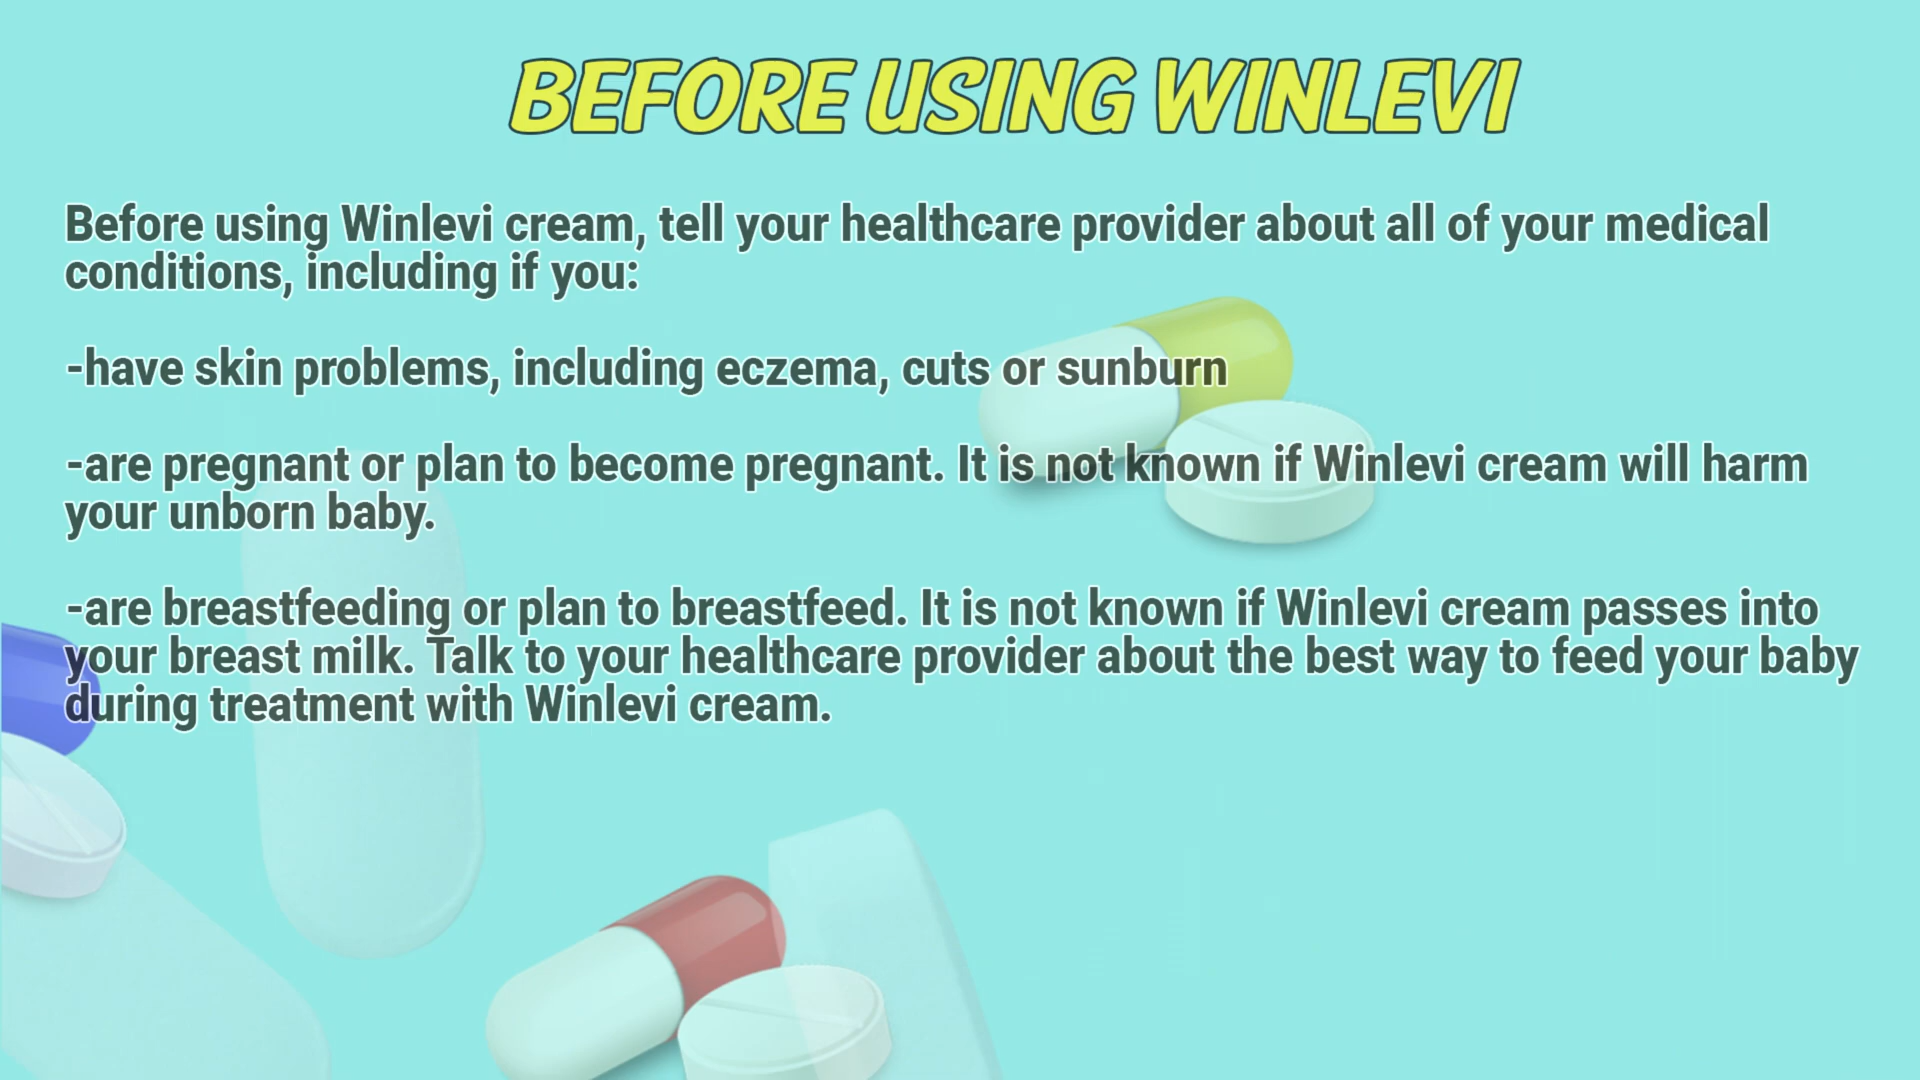 BEFORE USING WINLEVI
Before using Winlevi cream, tell your healthcare provider about all of your medical
conditions, including if you:
-have skin problems, including eczema, cuts or sunburn
-are pregnant or plan to become pregnant. It is not known if Winlevi cream will harm
your unborn baby.
-are breastfeeding or plan to breastfeed. It is not known if Winlevi cream passes into
your breast milk. Talk to your healthcare provider about the best way to feed your baby
during treatment with Winlevi cream.